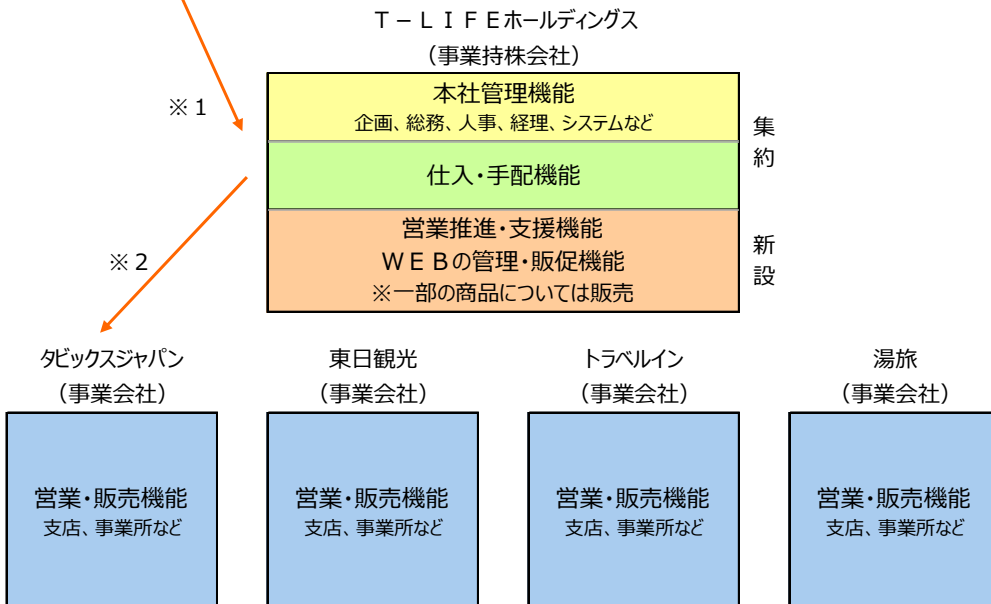 T－LIFEホールディングス
（事業持株会社）
※１
本社管理機能
企画、総務、人事、経理、システムなど
集約
仕入・手配機能
※２
営業推進・支援機能
ＷＥＢの管理・販促機能
※一部の商品については販売
新設
タビックスジャパン
（事業会社）
東日観光
（事業会社）
トラベルイン
（事業会社）
湯旅
（事業会社）
営業・販売機能
支店、事業所など
営業・販売機能
支店、事業所など
営業・販売機能
支店、事業所など
営業・販売機能
支店、事業所など